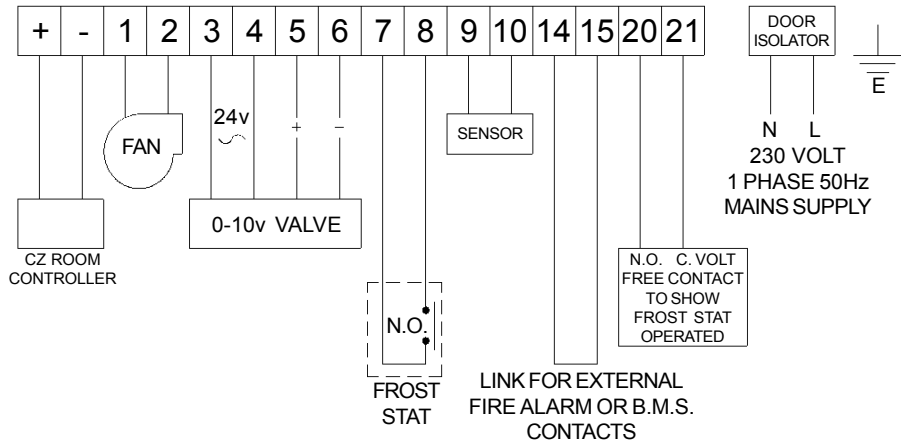 + - 1 2 3 4 5 6 7 8 9 10 14 15 20 21
DOOR
ISOLATOR
E
FAN
24v
+ -
SENSOR
N L
230 VOLT
1 PHASE 50Hz
MAINS SUPPLY
0-10v VALVE
CZ ROOM
CONTROLLER
N.O. C. VOLT
FREE CONTACT
TO SHOW
FROST STAT
OPERATED
N.O.
FROST
STAT
LINK FOR EXTERNAL
FIRE ALARM OR B.M.S.
CONTACTS